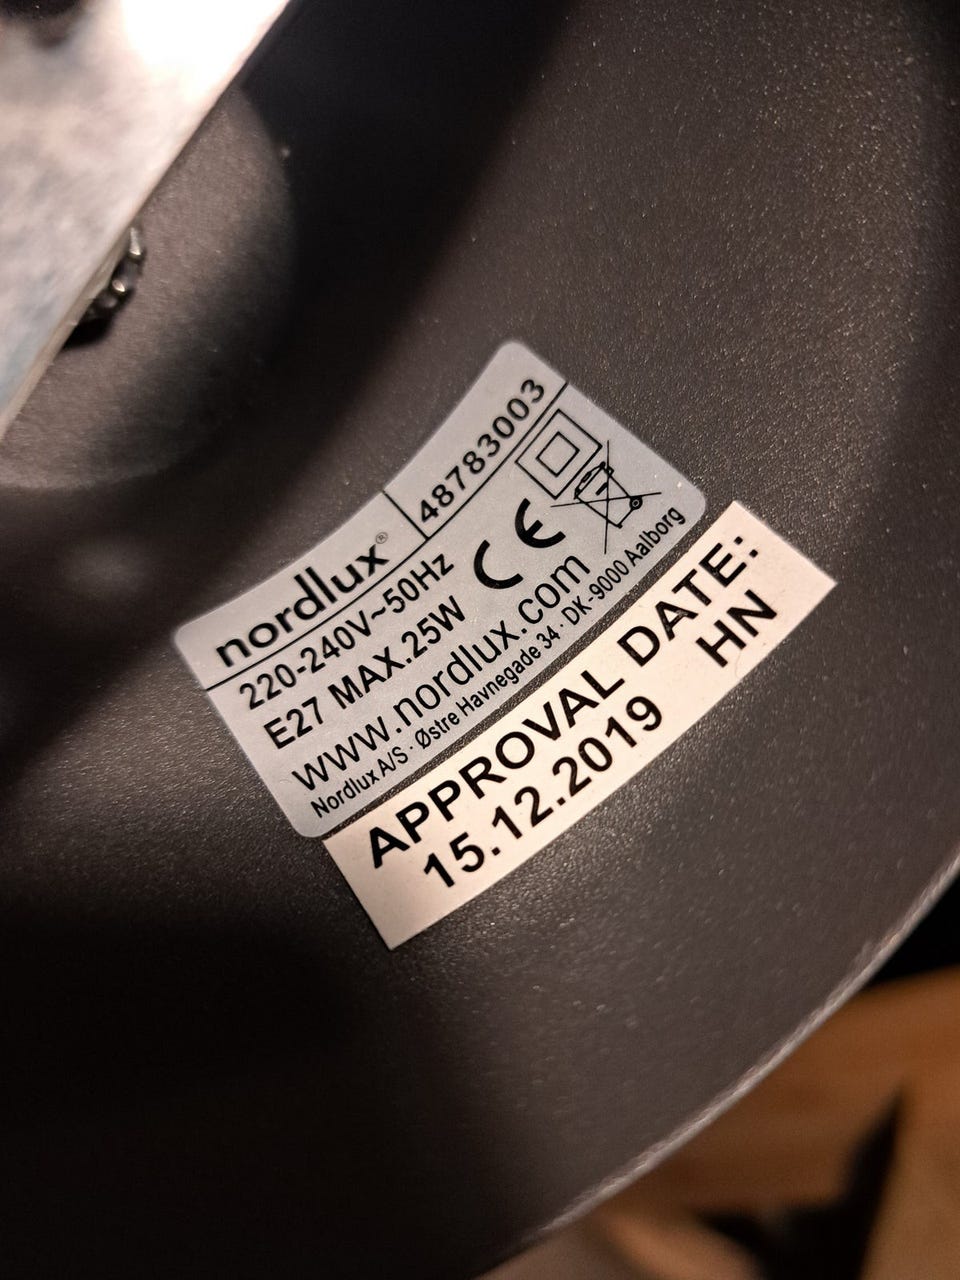 nordlux® 48783003
220-240V~50Hz
E27 MAX.25W
CE
www.nordlux.com
Nordlux A/S · Østre Havnegade 34 · DK-9000 Aalborg
APPROVAL DATE:
15.12.2019 HN